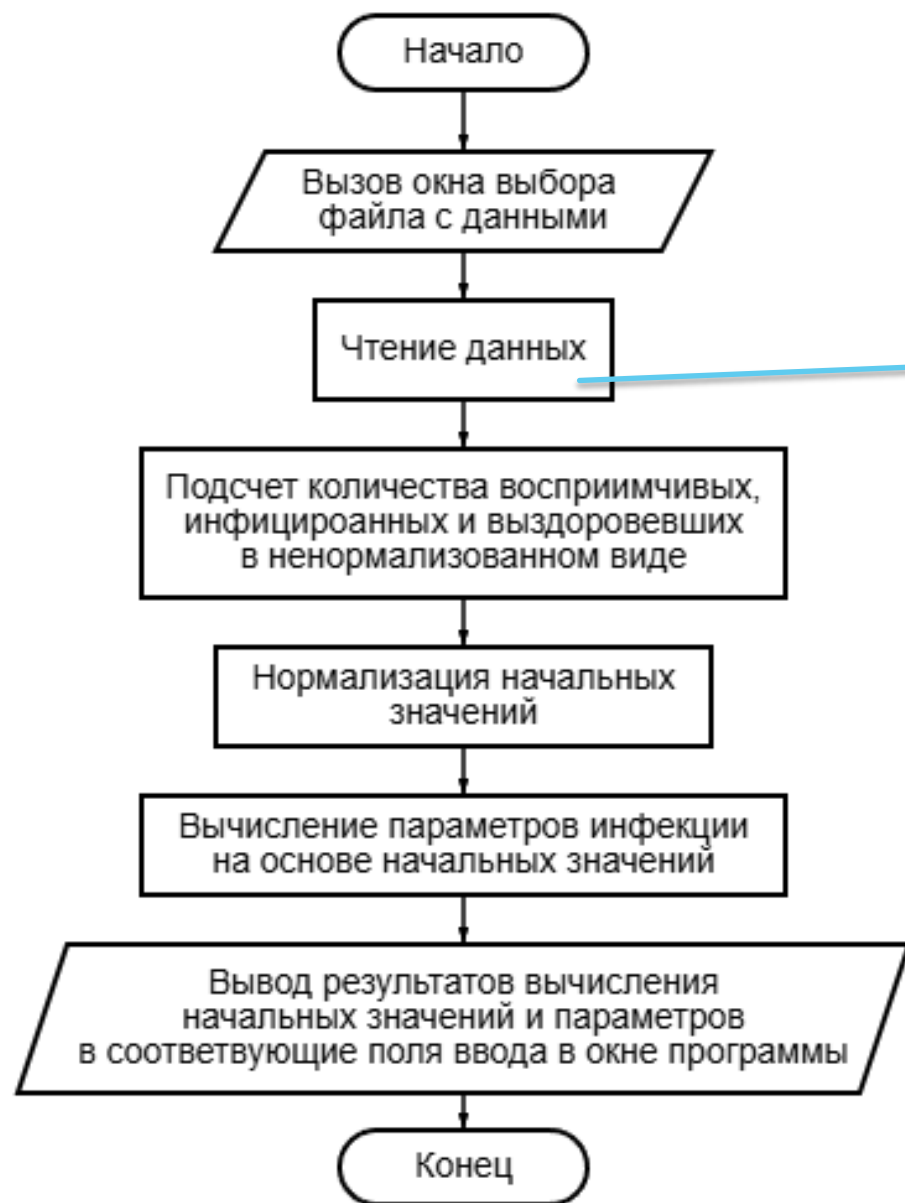 Начало
Вызов окна выбора
файла с данными
Чтение данных
Подсчет количества восприимчивых,
инфицироанных и выздоровевших
в ненормализованном виде
Нормализация начальных
значений
Вычисление параметров инфекции
на основе начальных значений
Вывод результатов вычисления
начальных значений и параметров
в соответвующие поля ввода в окне программы
Конец